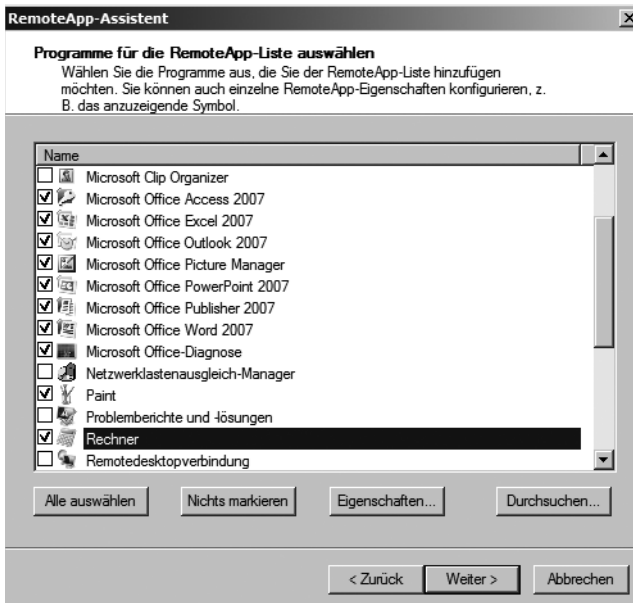 RemoteApp-Assistent
Programme für die RemoteApp-Liste auswählen
Wählen Sie die Programme aus, die Sie der RemoteApp-Liste hinzufügen
möchten. Sie können auch einzelne RemoteApp-Eigenschaften konfigurieren, z.
B. das anzuzeigende Symbol.
Name
Microsoft Clip Organizer
Microsoft Office Access 2007
Microsoft Office Excel 2007
Microsoft Office Outlook 2007
Microsoft Office Picture Manager
Microsoft Office PowerPoint 2007
Microsoft Office Publisher 2007
Microsoft Office Word 2007
Microsoft Office-Diagnose
Netzwerklastenausgleich-Manager
Paint
Problemberichte und -lösungen
Rechner
Remotedesktopverbindung
Alle auswählen Nichts markieren Eigenschaften... Durchsuchen...
< Zurück Weiter > Abbrechen